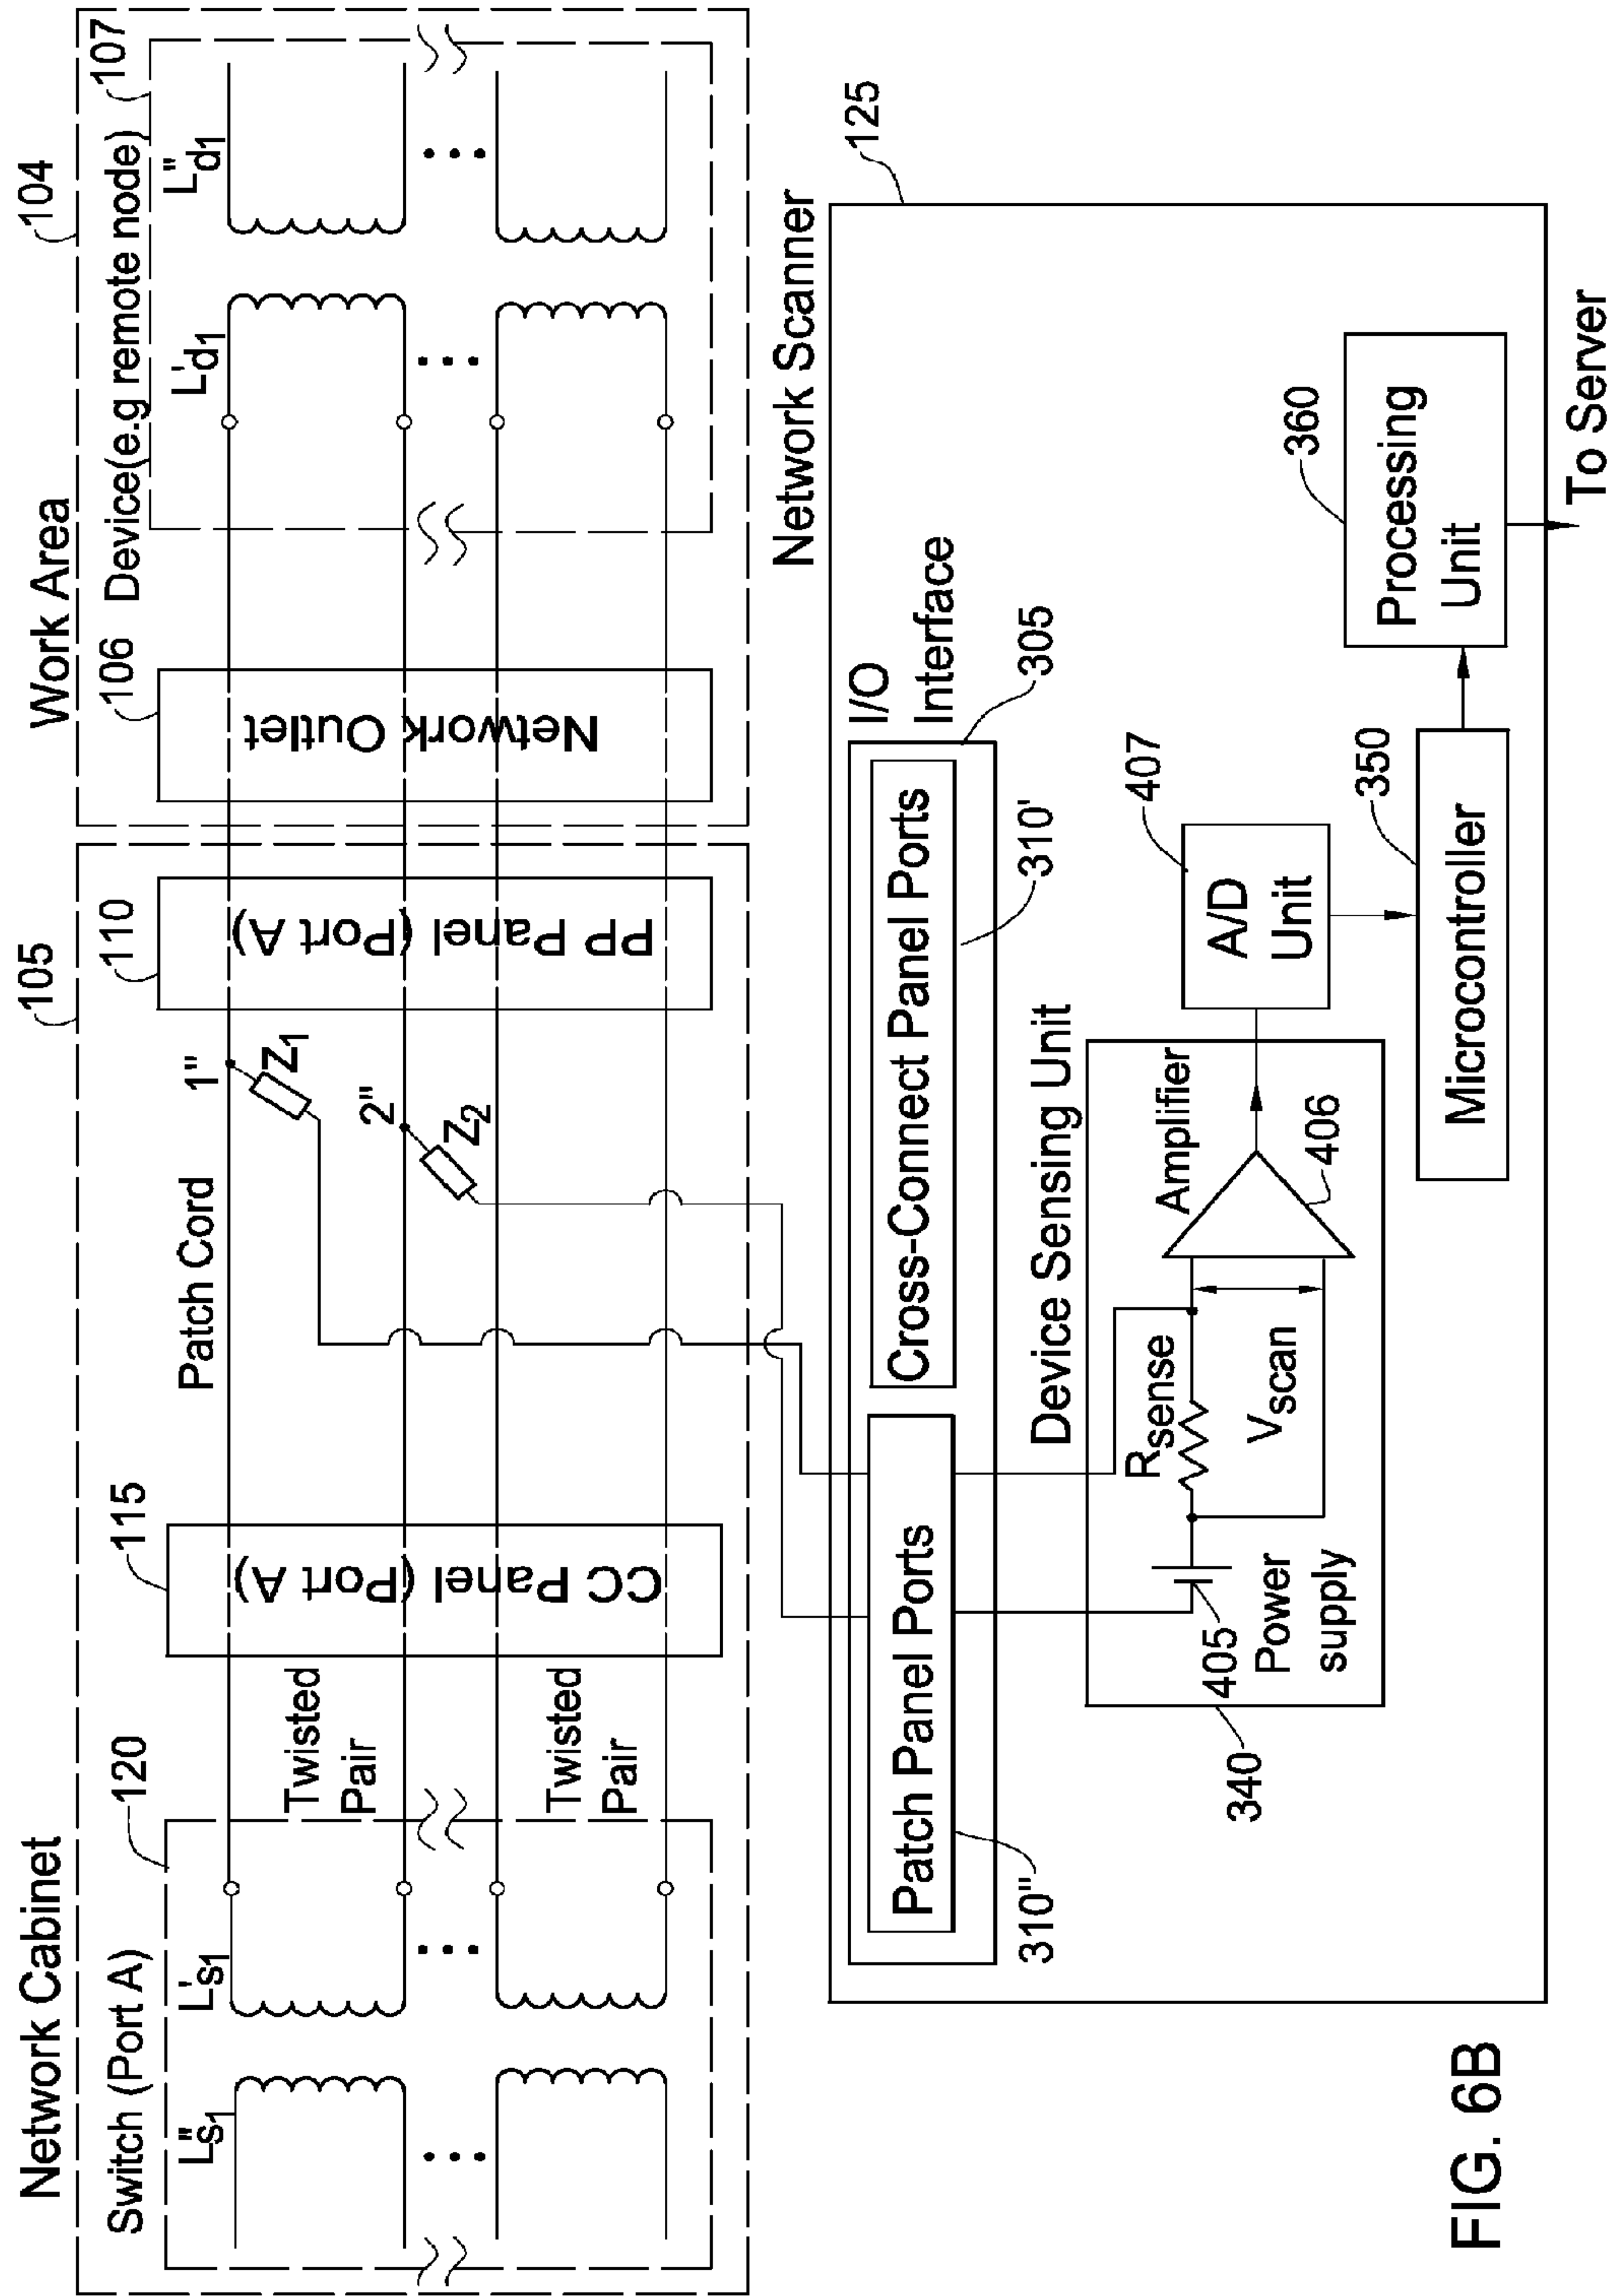 Network Cabinet
105
Work Area
104
Switch (Port A)
120
115
Patch Cord
110
106
Device(e.g remote node)
107
L"s1
L's1
Twisted
Pair
Twisted
Pair
CC Panel (Port A)
1"
Z1
2"
Z2
PP Panel (Port A)
Network Outlet
L'd1
L"d1
Network Scanner
125
I/O
Interface
305
Patch Panel Ports
310"
Cross-Connect Panel Ports
310'
Device Sensing Unit
340
405
Power
supply
Rsense
Vscan
Amplifier
406
A/D
Unit
407
Microcontroller
350
Processing
Unit
360
To Server
FIG. 6B